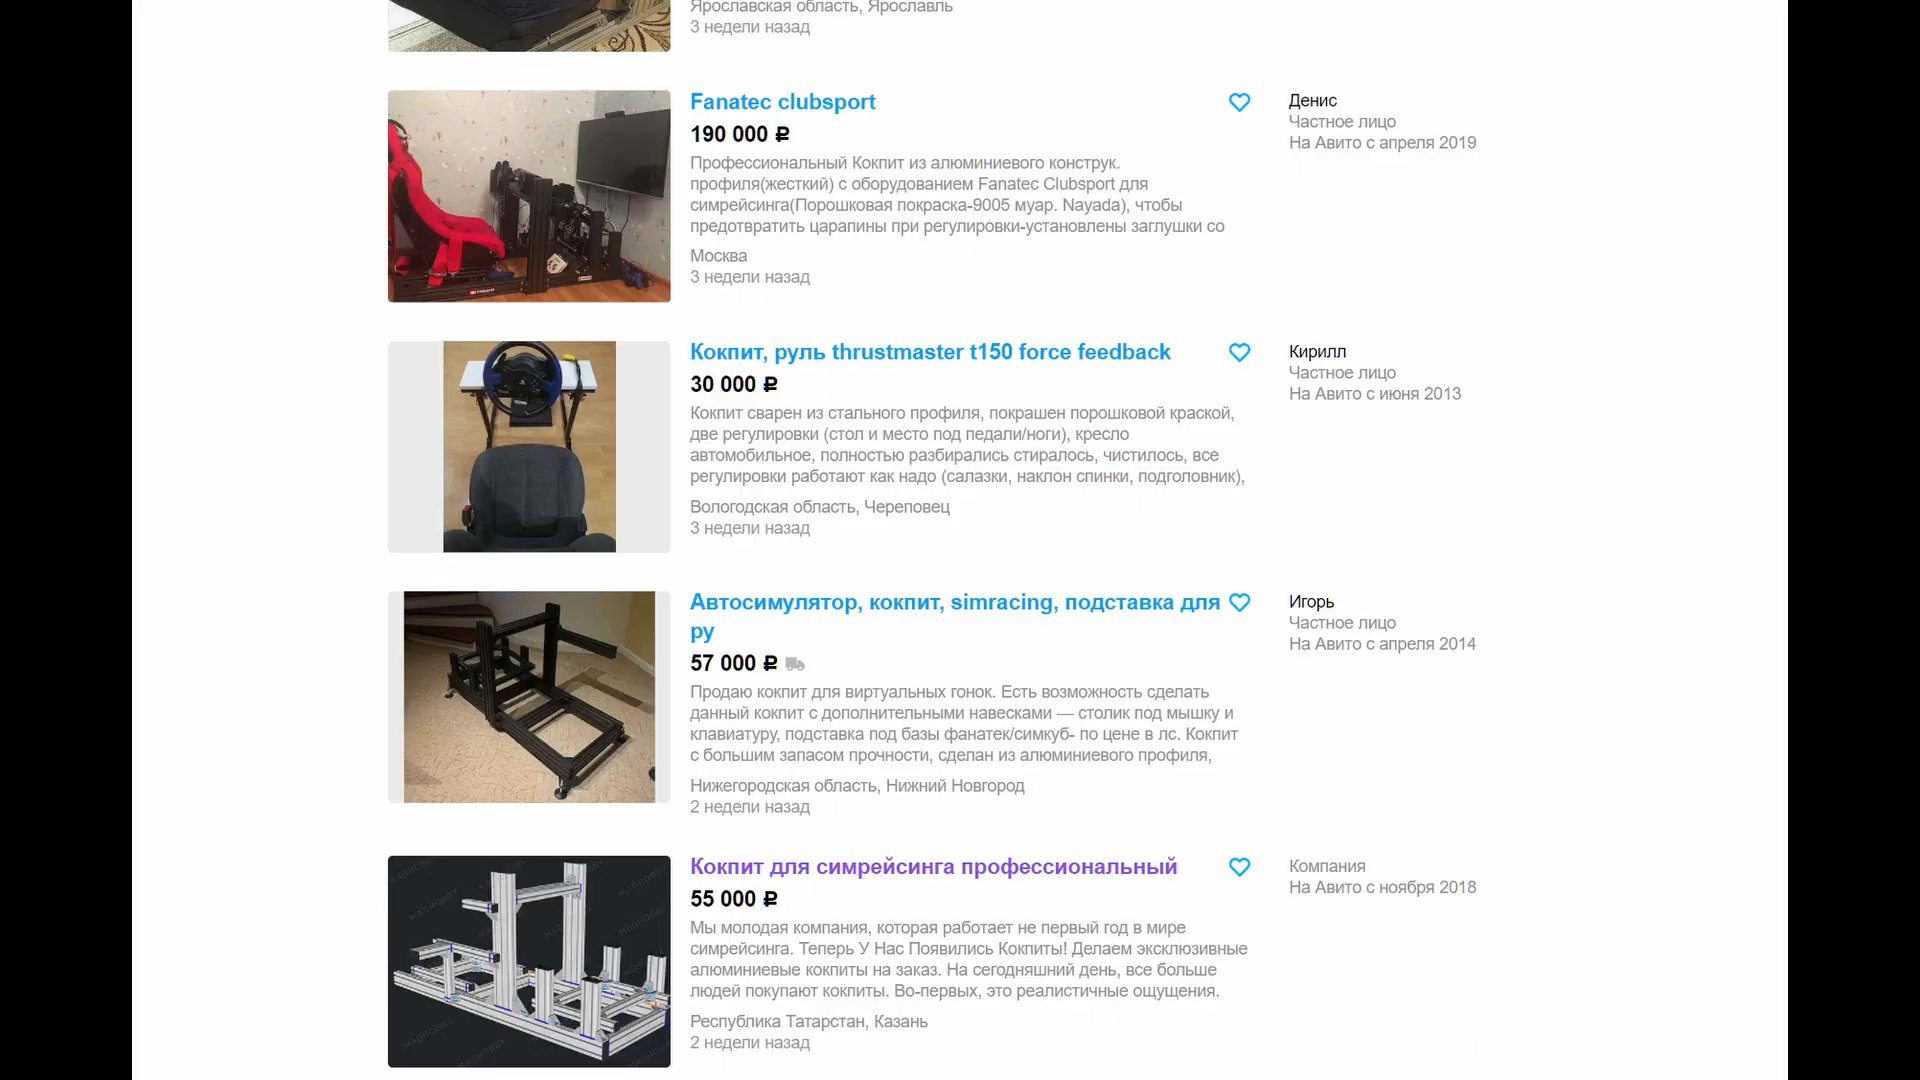 Ярославская область, Ярославль
3 недели назад
Fanatec clubsport
190 000 ₽
Профессиональный Кокпит из алюминиевого конструк.
профиля(жесткий) с оборудованием Fanatec Clubsport для
симрейсинга(Порошковая покраска-9005 муар. Nayada), чтобы
предотвратить царапины при регулировки-установлены заглушки со
Москва
3 недели назад
Денис
Частное лицо
На Авито с апреля 2019
Кокпит, руль thrustmaster t150 force feedback
30 000 ₽
Кокпит сварен из стального профиля, покрашен порошковой краской,
две регулировки (стол и место под педали/ноги), кресло
автомобильное, полностью разбирались стиралось, чистилось, все
регулировки работают как надо (салазки, наклон спинки, подголовник),
Вологодская область, Череповец
3 недели назад
Кирилл
Частное лицо
На Авито с июня 2013
Автосимулятор, кокпит, simracing, подставка для
ру
57 000 ₽
Продаю кокпит для виртуальных гонок. Есть возможность сделать
данный кокпит с дополнительными навесками — столик под мышку и
клавиатуру, подставка под базы фанатек/симкуб- по цене в лс. Кокпит
с большим запасом прочности, сделан из алюминиевого профиля,
Нижегородская область, Нижний Новгород
2 недели назад
Игорь
Частное лицо
На Авито с апреля 2014
Кокпит для симрейсинга профессиональный
55 000 ₽
Мы молодая компания, которая работает не первый год в мире
симрейсинга. Теперь У Нас Появились Кокпиты! Делаем эксклюзивные
алюминиевые кокпиты на заказ. На сегодняшний день, все больше
людей покупают кокпиты. Во-первых, это реалистичные ощущения.
Республика Татарстан, Казань
2 недели назад
Компания
На Авито с ноября 2018